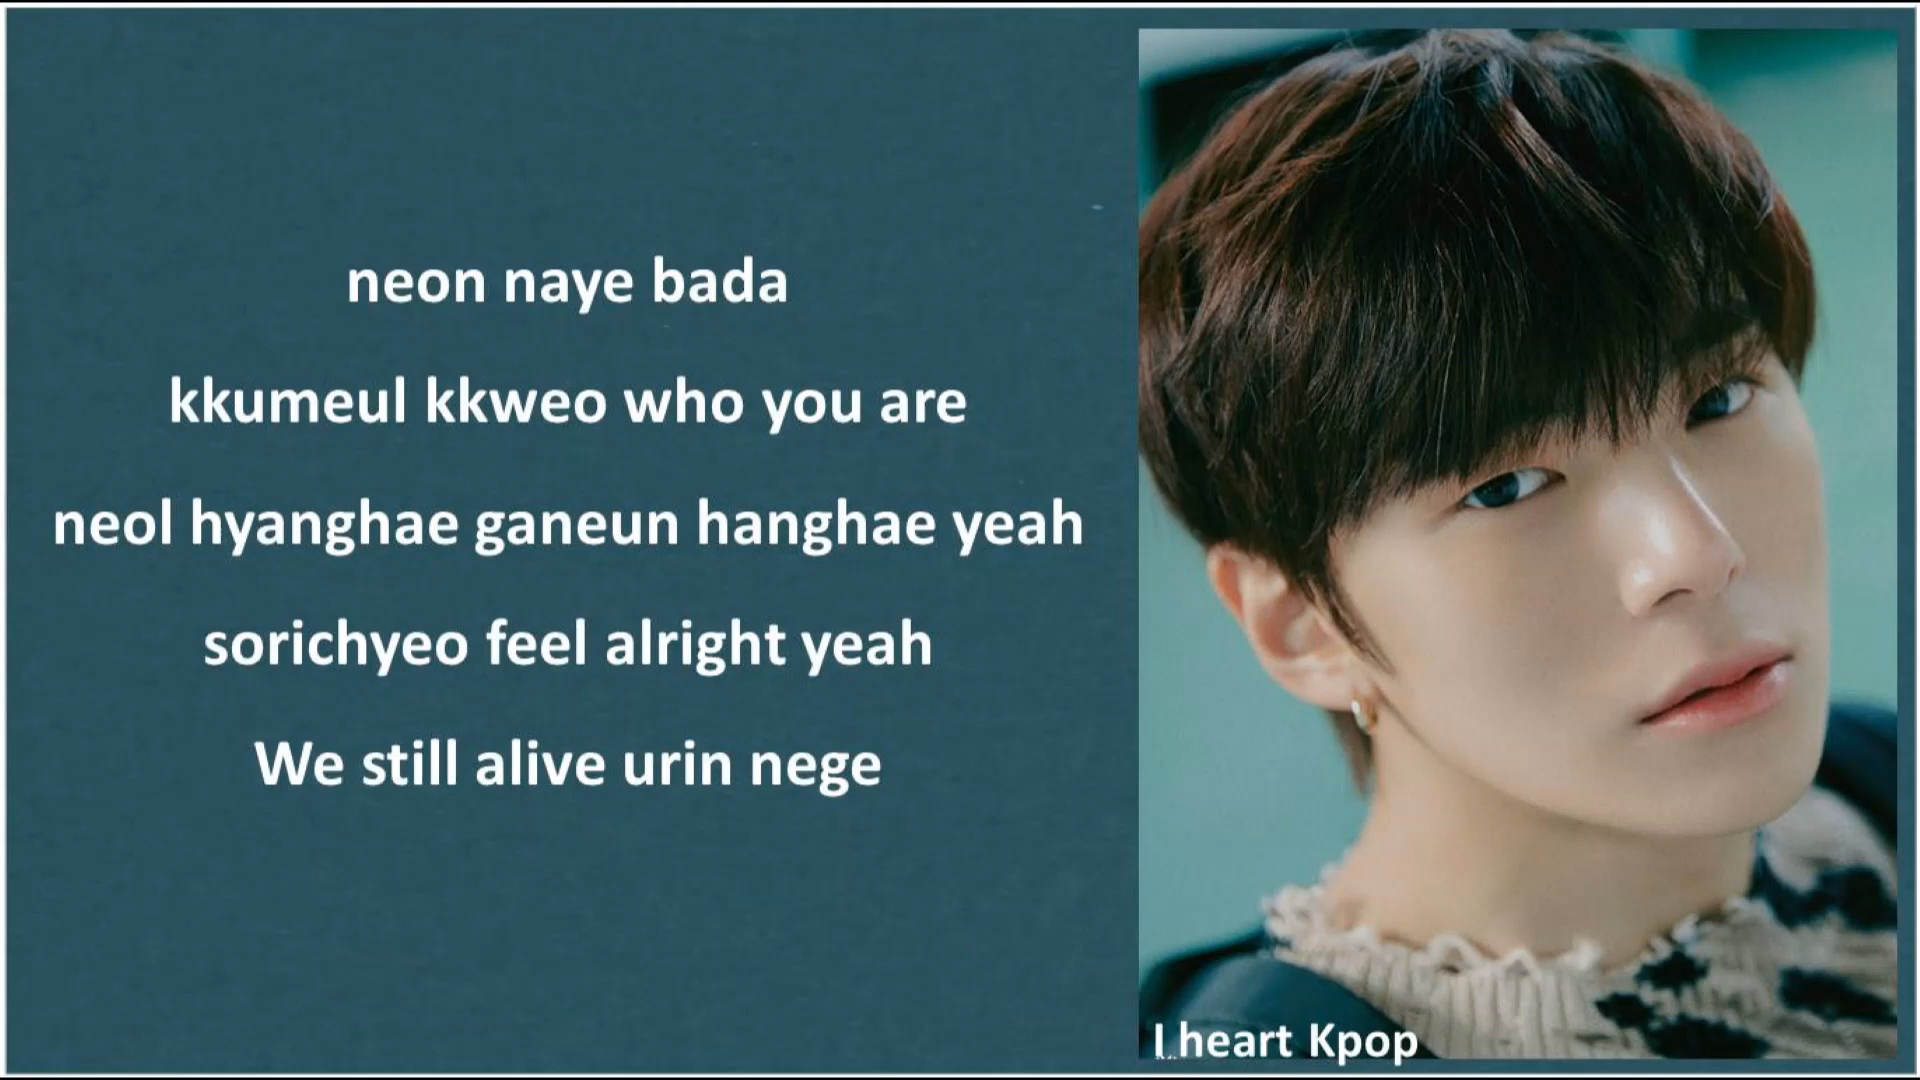 neon naye bada
kkumeul kkweo who you are
neol hyanghae ganeun hanghae yeah
sorichyeo feel alright yeah
We still alive urin nege
I heart Kpop